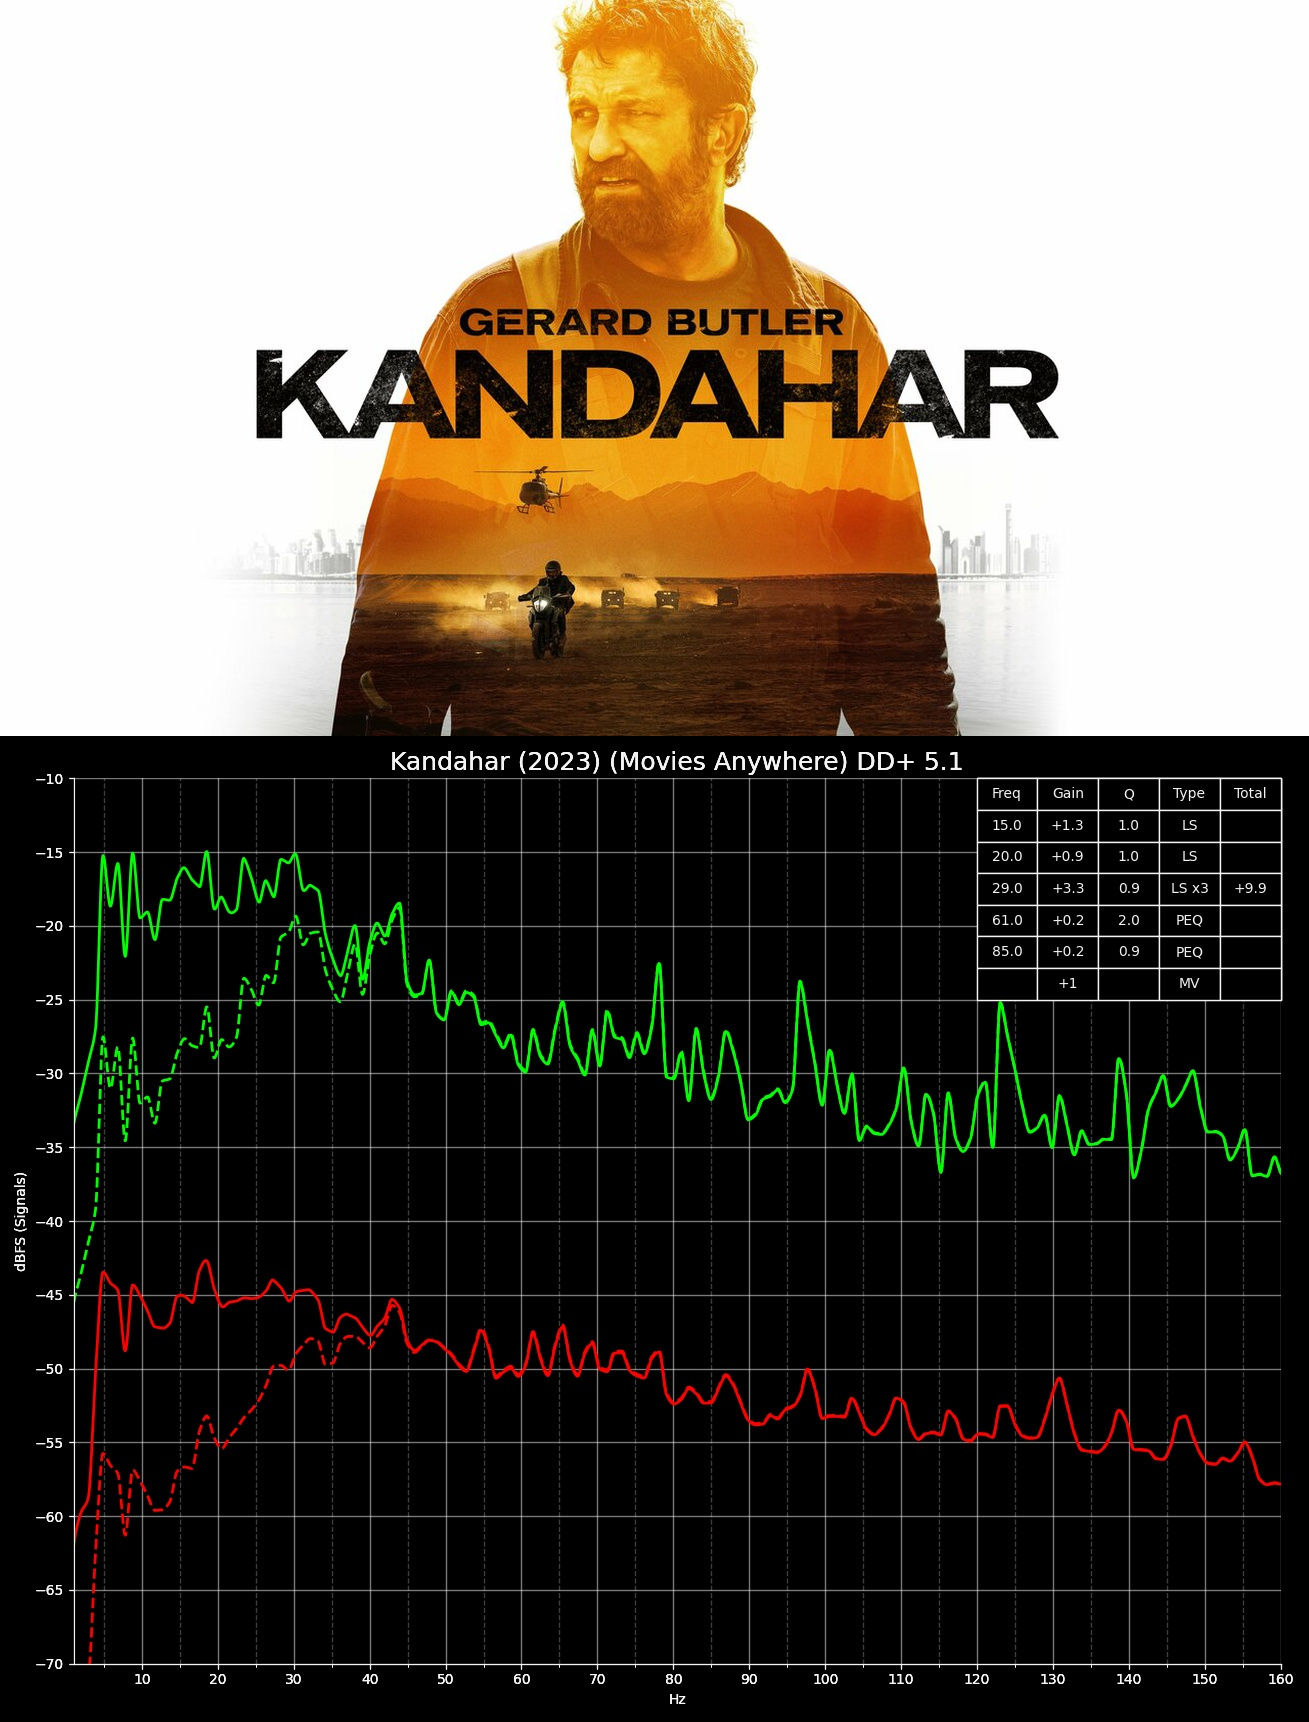 GERARD BUTLER
KANDAHAR
Kandahar (2023) (Movies Anywhere) DD+ 5.1
Freq Gain Q Type Total
15.0 +1.3 1.0 LS
20.0 +0.9 1.0 LS
29.0 +3.3 0.9 LS x3 +9.9
61.0 +0.2 2.0 PEQ
85.0 +0.2 0.9 PEQ
+1 MV
−10
−15
−20
−25
−30
−35
−40
−45
−50
−55
−60
−65
−70
dBFS (Signals)
10 20 30 40 50 60 70 80 90 100 110 120 130 140 150 160
Hz